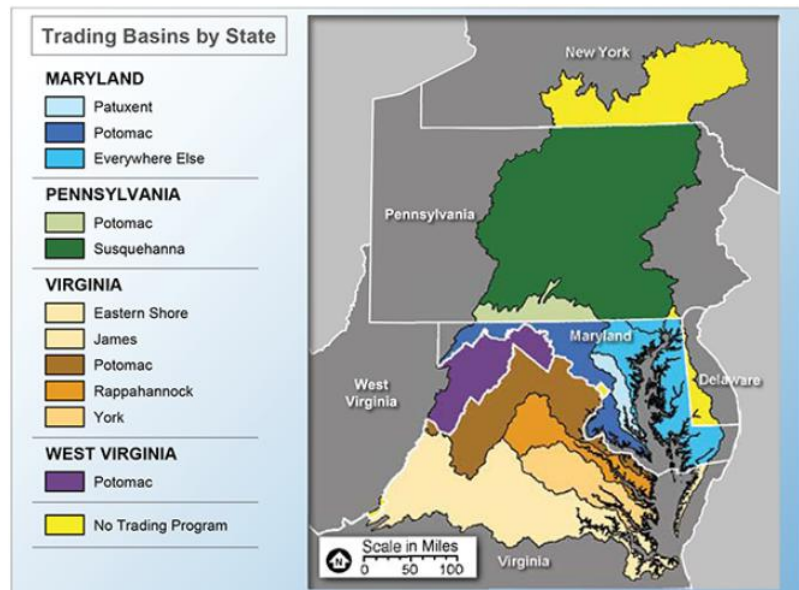 Trading Basins by State
MARYLAND
Patuxent
Potomac
Everywhere Else
PENNSYLVANIA
Potomac
Susquehanna
VIRGINIA
Eastern Shore
James
Potomac
Rappahannock
York
WEST VIRGINIA
Potomac
No Trading Program
New York
Pennsylvania
Maryland
West
Virginia
Delaware
Virginia
N
Scale in Miles
0 50 100